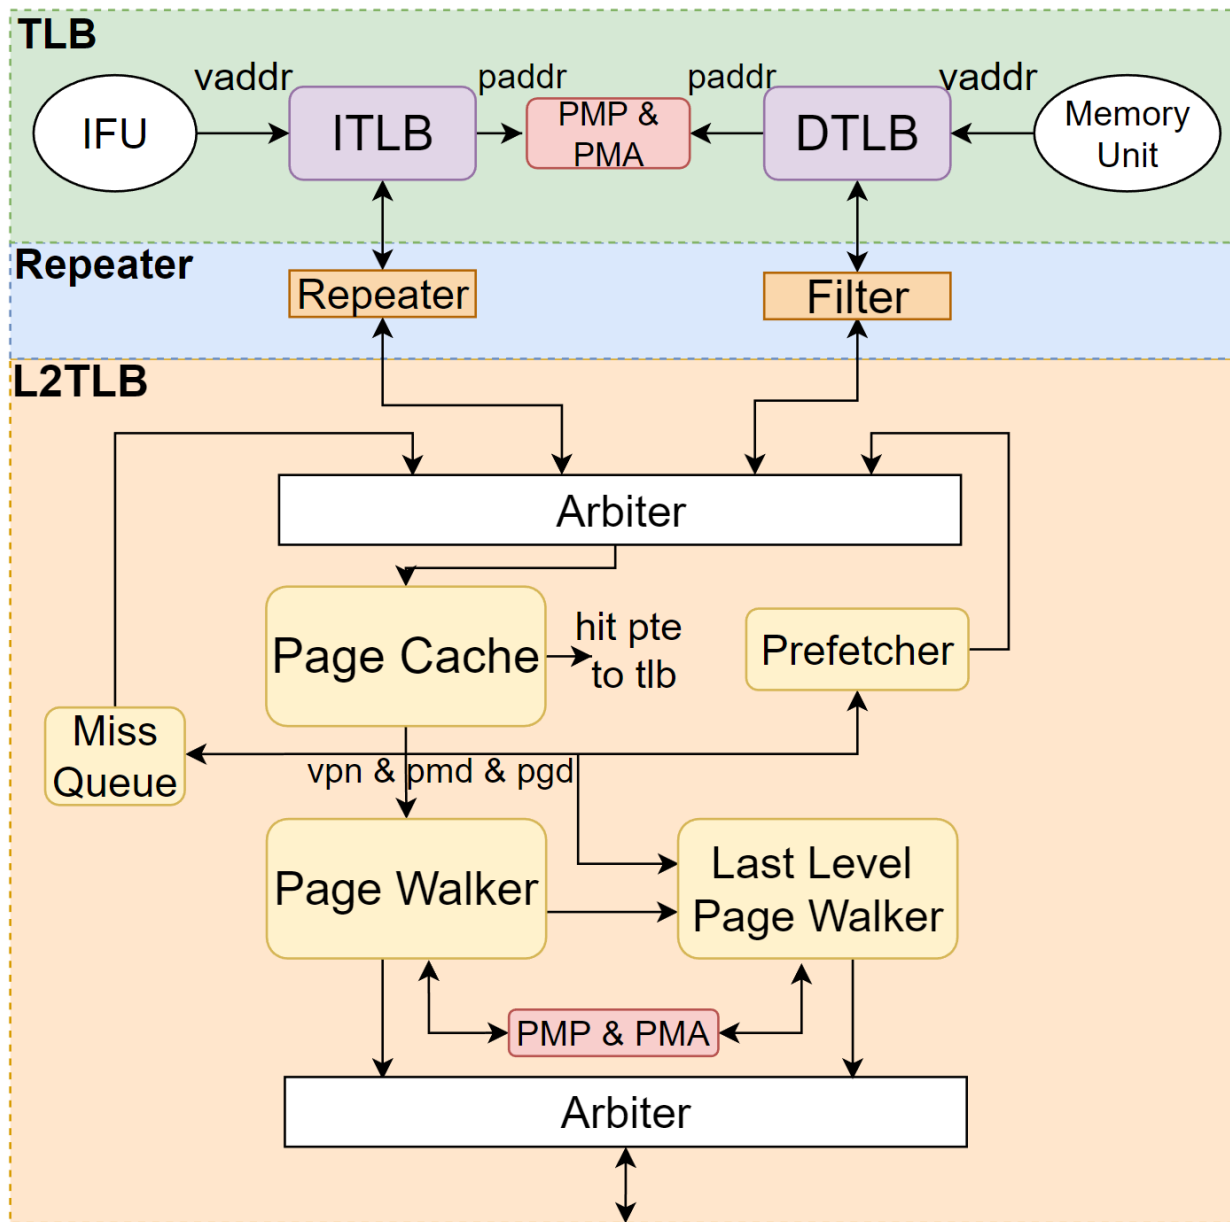 TLB
vaddr
paddr
paddr
vaddr
IFU
ITLB
PMP &
PMA
DTLB
Memory
Unit
Repeater
Repeater
Filter
L2TLB
Arbiter
Page Cache
hit pte
to tlb
Prefetcher
Miss
Queue
vpn & pmd & pgd
Page Walker
Last Level
Page Walker
PMP & PMA
Arbiter